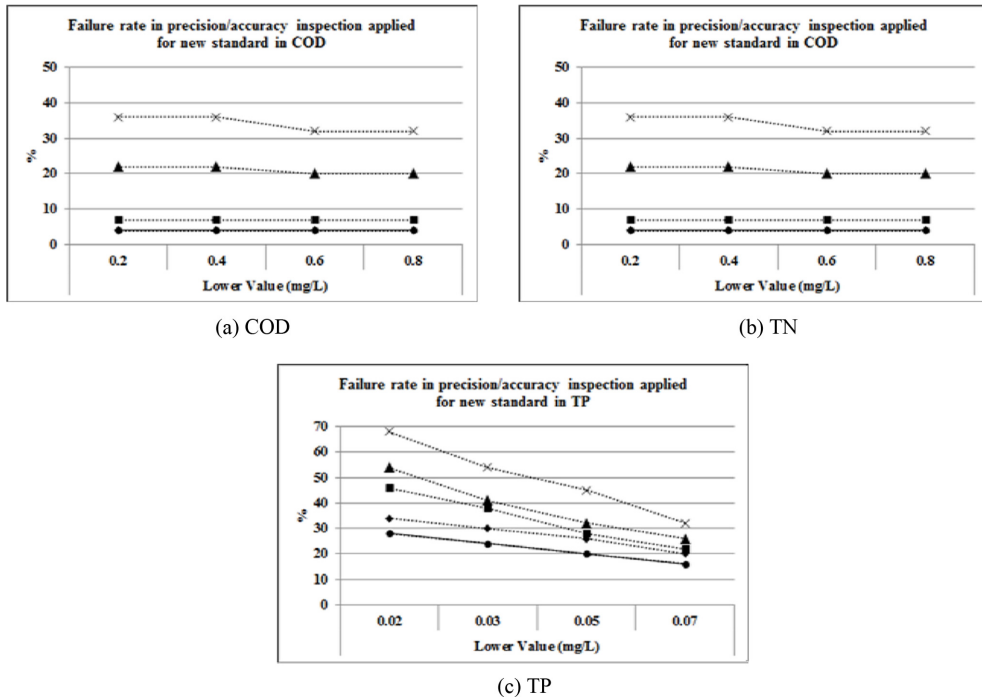 Failure rate in precision/accuracy inspection applied
for new standard in COD
50
40
30
20
10
0
%
0.2 0.4 0.6 0.8
Lower Value (mg/L)
(a) COD
Failure rate in precision/accuracy inspection applied
for new standard in COD
50
40
30
20
10
0
%
0.2 0.4 0.6 0.8
Lower Value (mg/L)
(b) TN
Failure rate in precision/accuracy inspection applied
for new standard in TP
70
60
50
40
30
20
10
0
%
0.02 0.03 0.05 0.07
Lower Value (mg/L)
(c) TP